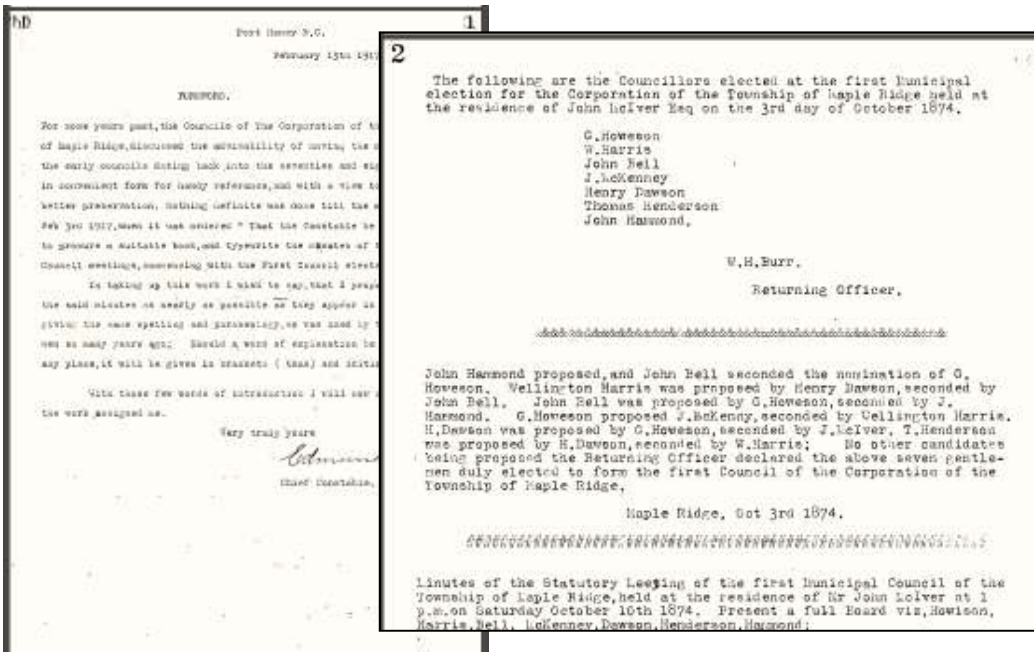 hD
1
Port Haney B.C.
February 15th 1917
FOREWORD.
For some years past,the Councils of The Corporation of th
of Maple Ridge,discussed the advisability of having the m
the early councils dating back into the seventies and eig
in convenient form for handy reference,and with a view to
better preservation, Nothing definite was done till the
Feb 3rd 1917,when it was ordered " That the Constable be
to procure a suitable book,and typewrite the minutes of
Council meetings,commencing with the First Council elect
In taking up this work I wish to say,that I propo
the said minutes as nearly as possible as they appear in
giving the same spelling and phraseology,as was used by
men so many years ago; Should a word of explanation be
any place,it will be given in brackets ( thus) and initi
With these few words of introduction I will now
the work assigned me.
Very truly yours
Edmun
Chief Constable,
2
The following are the Councillors elected at the first Municipal
election for the Corporation of the Township of Maple Ridge held at
the residence of John McIver Esq on the 3rd day of October 1874.
G.Howeson
W.Harris
John Bell
J.McKenney
Henry Dawson
Thomas Henderson
John Hammond.
W.H.Burr.
Returning Officer.
John Hammond proposed,and John Bell seconded the nomination of G.
Howeson. Wellington Harris was proposed by Henry Dawson,seconded by
John Bell. John Bell was proposed by G.Howeson,seconded by J.
Hammond. G.Howeson proposed J.McKenny,seconded by Wellington Harris.
H.Dawson was proposed by G.Howeson,seconded by J.McIver, T.Henderson
was proposed by H.Dawson,seconded by W.Harris; No other candidates
being proposed the Returning Officer declared the above seven gentle-
men duly elected to form the first Council of the Corporation of the
Township of Maple Ridge.
Maple Ridge, Oct 3rd 1874.
Minutes of the Statutory Meeting of the first Municipal Council of the
Township of Maple Ridge,held at the residence of Mr John McIver at 1
p.m.on Saturday October 10th 1874. Present a full Board viz,Howison,
Harris,Bell, McKenney,Dawson,Henderson,Hammond;